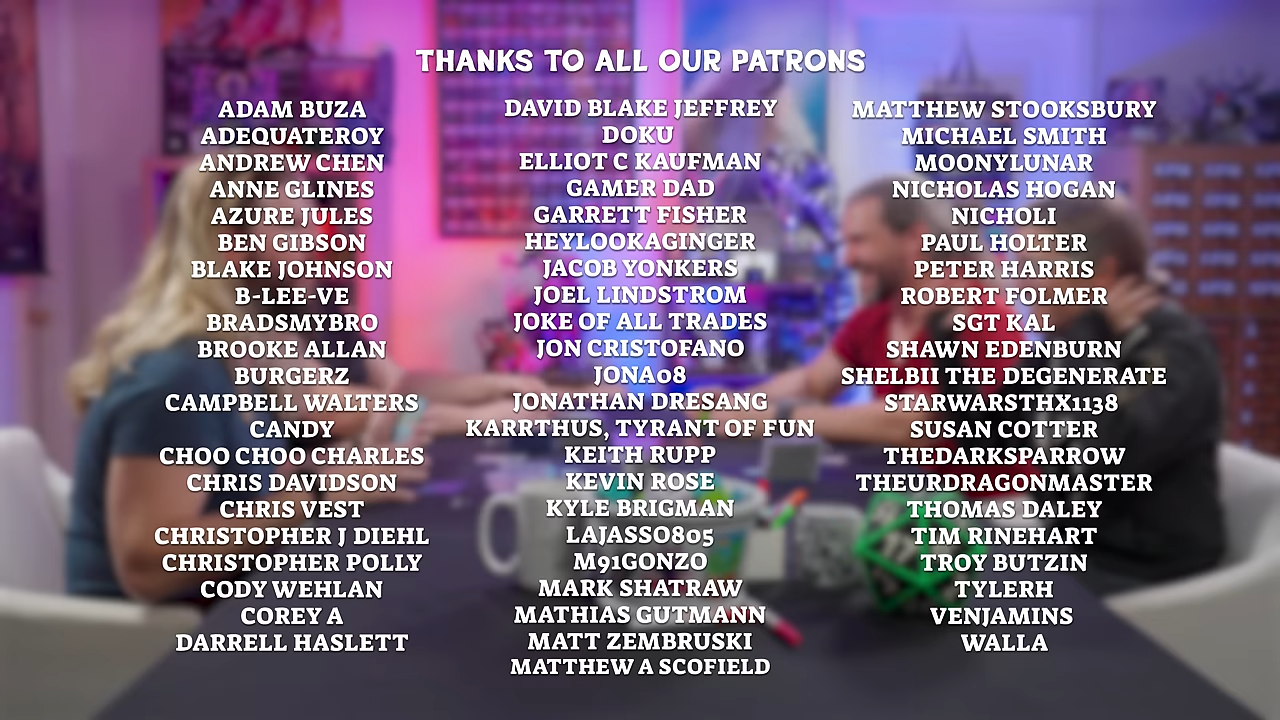 THANKS TO ALL OUR PATRONS
ADAM BUZA
ADEQUATEROY
ANDREW CHEN
ANNE GLINES
AZURE JULES
BEN GIBSON
BLAKE JOHNSON
B-LEE-VE
BRADSMYBRO
BROOKE ALLAN
BURGERZ
CAMPBELL WALTERS
CANDY
CHOO CHOO CHARLES
CHRIS DAVIDSON
CHRIS VEST
CHRISTOPHER J DIEHL
CHRISTOPHER POLLY
CODY WEHLAN
COREY A
DARRELL HASLETT
DAVID BLAKE JEFFREY
DOKU
ELLIOT C KAUFMAN
GAMER DAD
GARRETT FISHER
HEYLOOKAGINGER
JACOB YONKERS
JOEL LINDSTROM
JOKE OF ALL TRADES
JON CRISTOFANO
JONA08
JONATHAN DRESANG
KARRTHUS, TYRANT OF FUN
KEITH RUPP
KEVIN ROSE
KYLE BRIGMAN
LAJASSO805
M91GONZO
MARK SHATRAW
MATHIAS GUTMANN
MATT ZEMBRUSKI
MATTHEW A SCOFIELD
MATTHEW STOOKSBURY
MICHAEL SMITH
MOONYLUNAR
NICHOLAS HOGAN
NICHOLI
PAUL HOLTER
PETER HARRIS
ROBERT FOLMER
SGT KAL
SHAWN EDENBURN
SHELBII THE DEGENERATE
STARWARSTHX1138
SUSAN COTTER
THEDARKSPARROW
THEURDRAGONMASTER
THOMAS DALEY
TIM RINEHART
TROY BUTZIN
TYLERH
VENJAMINS
WALLA